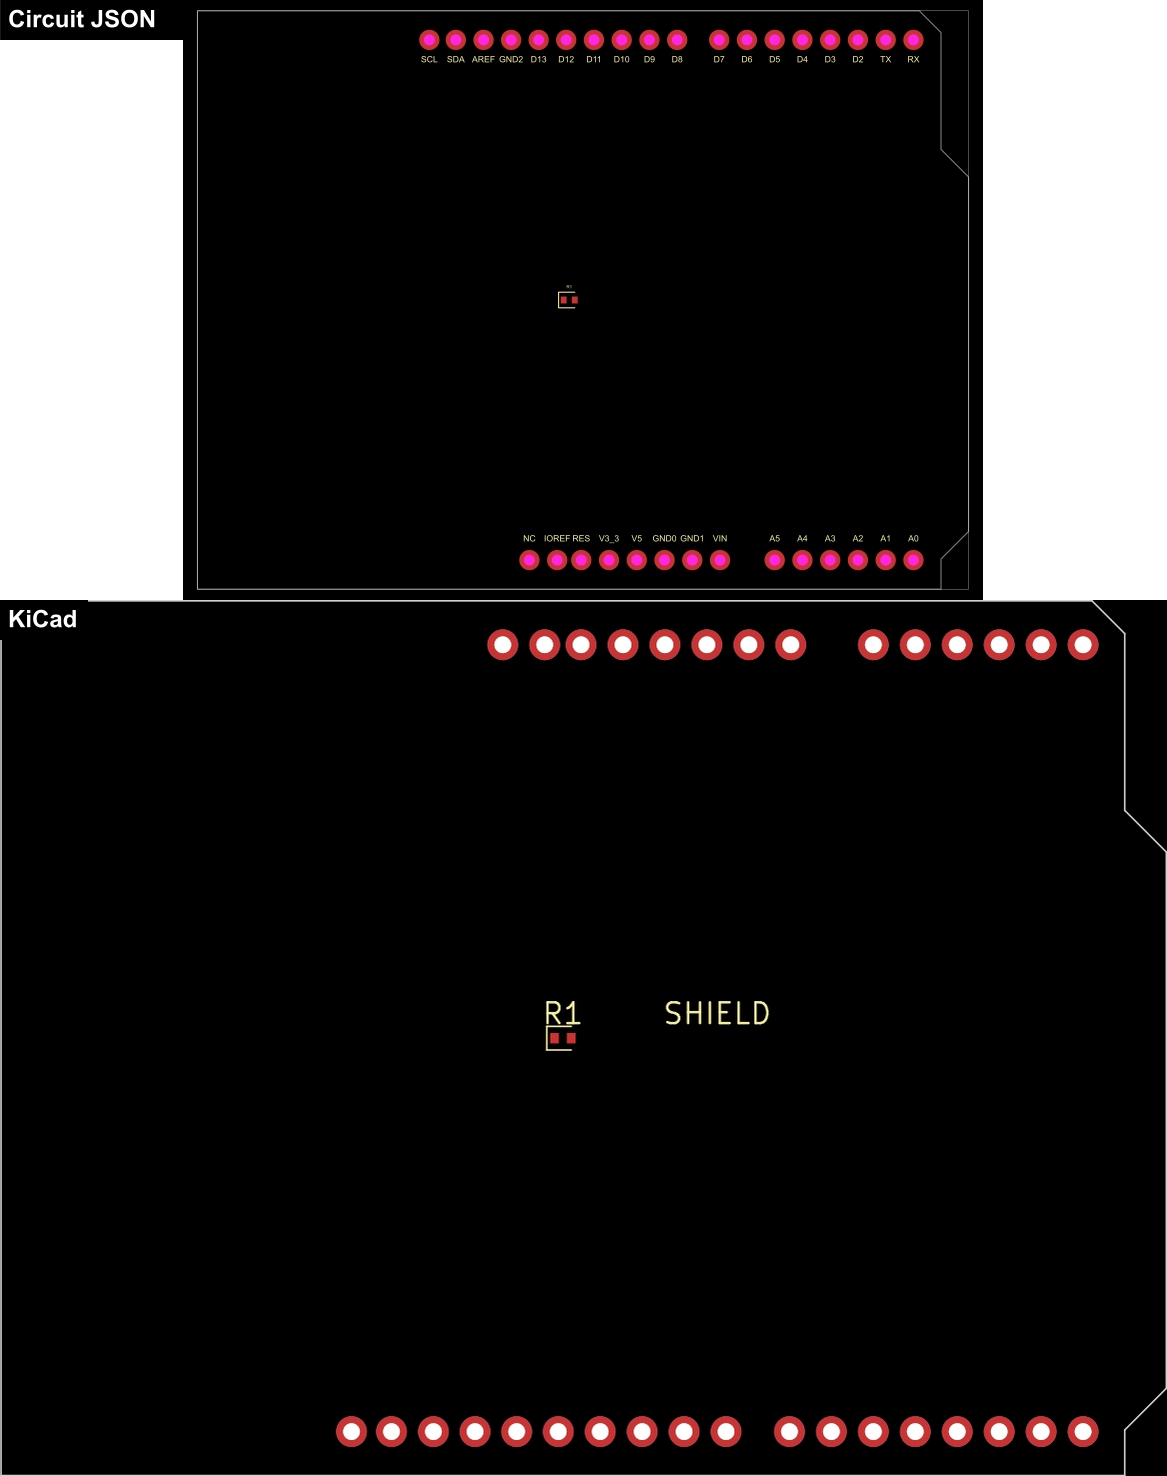 Circuit JSON
SCL SDA AREF GND2 D13 D12 D11 D10 D9 D8 D7 D6 D5 D4 D3 D2 TX RX
R1
NC IOREF RES V3_3 V5 GND0 GND1 VIN A5 A4 A3 A2 A1 A0
KiCad
R1 SHIELD